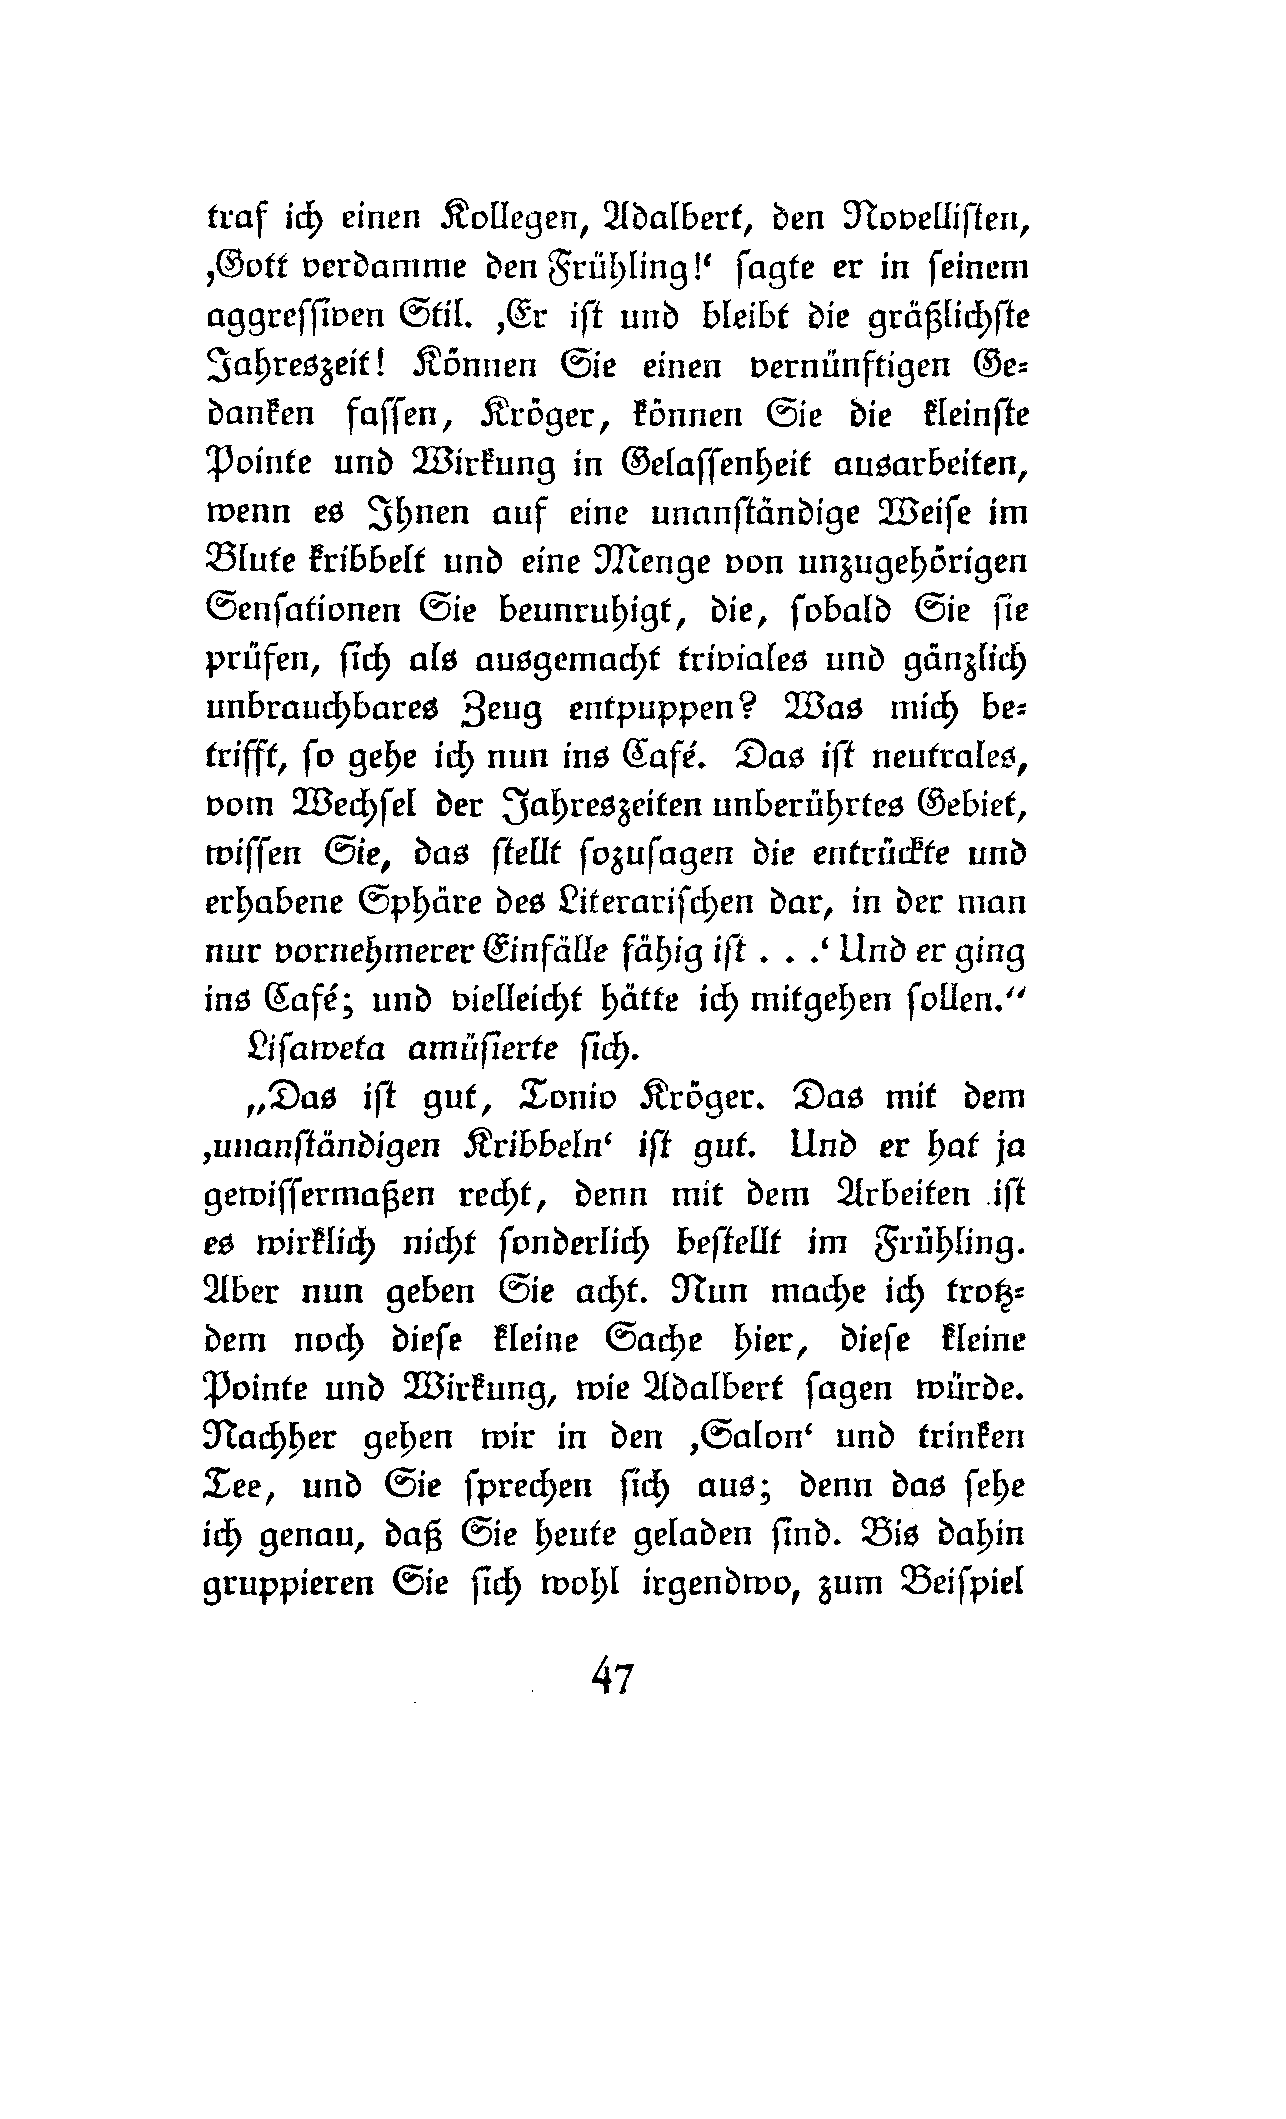 traf ich einen Kollegen, Adalbert, den Novellisten,
‚Gott verdamme den Frühling!‘ sagte er in seinem
aggressiven Stil. ‚Er ist und bleibt die gräßlichste
Jahreszeit! Können Sie einen vernünftigen Ge-
danken fassen, Kröger, können Sie die kleinste
Pointe und Wirkung in Gelassenheit ausarbeiten,
wenn es Ihnen auf eine unanständige Weise im
Blute kribbelt und eine Menge von unzugehörigen
Sensationen Sie beunruhigt, die, sobald Sie sie
prüfen, sich als ausgemacht triviales und gänzlich
unbrauchbares Zeug entpuppen? Was mich be-
trifft, so gehe ich nun ins Café. Das ist neutrales,
vom Wechsel der Jahreszeiten unberührtes Gebiet,
wissen Sie, das stellt sozusagen die entrückte und
erhabene Sphäre des Literarischen dar, in der man
nur vornehmerer Einfälle fähig ist . . .‘ Und er ging
ins Café; und vielleicht hätte ich mitgehen sollen.“
Lisaweta amüsierte sich.
„Das ist gut, Tonio Kröger. Das mit dem
‚unanständigen Kribbeln‘ ist gut. Und er hat ja
gewissermaßen recht, denn mit dem Arbeiten ist
es wirklich nicht sonderlich bestellt im Frühling.
Aber nun geben Sie acht. Nun mache ich trotz-
dem noch diese kleine Sache hier, diese kleine
Pointe und Wirkung, wie Adalbert sagen würde.
Nachher gehen wir in den ‚Salon‘ und trinken
Tee, und Sie sprechen sich aus; denn das sehe
ich genau, daß Sie heute geladen sind. Bis dahin
gruppieren Sie sich wohl irgendwo, zum Beispiel
47